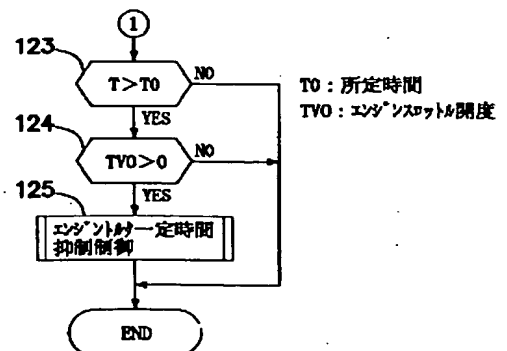 1
123
T>T0
NO
T0：所定時間
YES
TVO：エンジンスロットル開度
124
TVO>0
NO
YES
125
エンジントルク一定時間
抑制制御
END